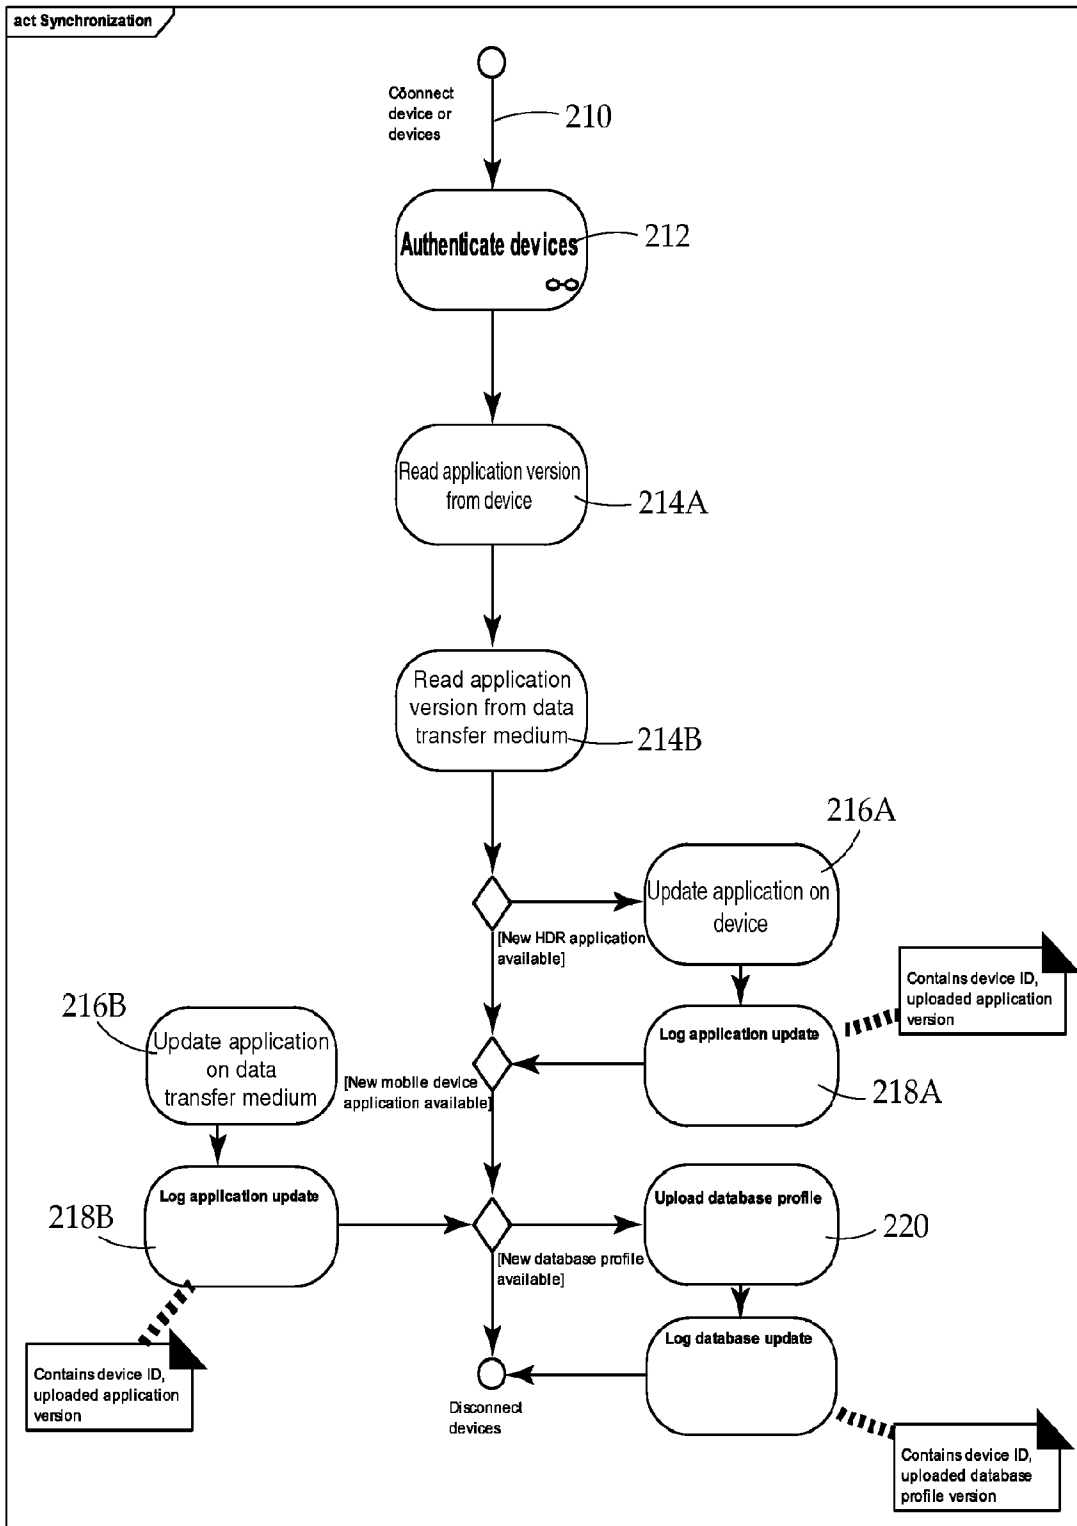 act Synchronization
Cõonnect
device or
devices
210
Authenticate devices
212
Read application version
from device
214A
Read application
version from data
transfer medium
214B
216A
Update application on
device
[New HDR application
available]
Contains device ID,
uploaded application
version
216B
Update application
on data
transfer medium
Log application update
[New mobile device
application available]
218A
Log application update
218B
Upload database profile
220
[New database profile
available]
Log database update
Contains device ID,
uploaded application
version
Disconnect
devices
Contains device ID,
uploaded database
profile version